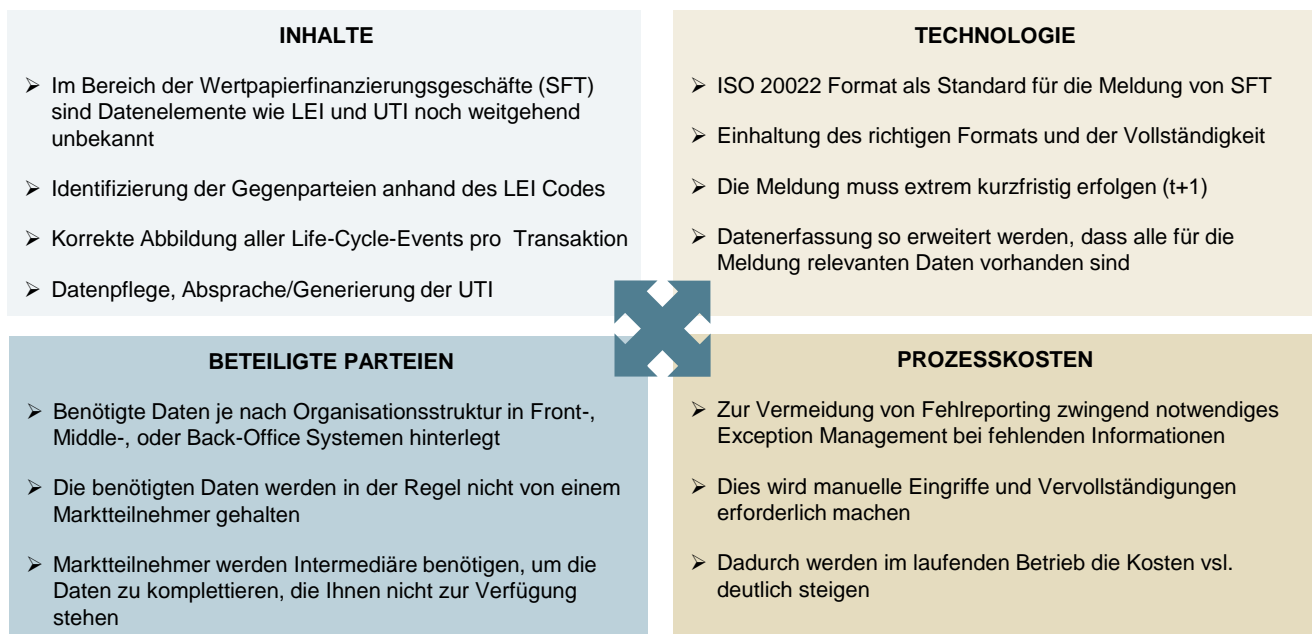 INHALTE
➢ Im Bereich der Wertpapierfinanzierungsgeschäfte (SFT)
sind Datenelemente wie LEI und UTI noch weitgehend
unbekannt
➢ Identifizierung der Gegenparteien anhand des LEI Codes
➢ Korrekte Abbildung aller Life-Cycle-Events pro Transaktion
➢ Datenpflege, Absprache/Generierung der UTI
TECHNOLOGIE
➢ ISO 20022 Format als Standard für die Meldung von SFT
➢ Einhaltung des richtigen Formats und der Vollständigkeit
➢ Die Meldung muss extrem kurzfristig erfolgen (t+1)
➢ Datenerfassung so erweitert werden, dass alle für die
Meldung relevanten Daten vorhanden sind
BETEILIGTE PARTEIEN
➢ Benötigte Daten je nach Organisationsstruktur in Front-,
Middle-, oder Back-Office Systemen hinterlegt
➢ Die benötigten Daten werden in der Regel nicht von einem
Marktteilnehmer gehalten
➢ Marktteilnehmer werden Intermediäre benötigen, um die
Daten zu komplettieren, die Ihnen nicht zur Verfügung
stehen
PROZESSKOSTEN
➢ Zur Vermeidung von Fehlreporting zwingend notwendiges
Exception Management bei fehlenden Informationen
➢ Dies wird manuelle Eingriffe und Vervollständigungen
erforderlich machen
➢ Dadurch werden im laufenden Betrieb die Kosten vsl.
deutlich steigen